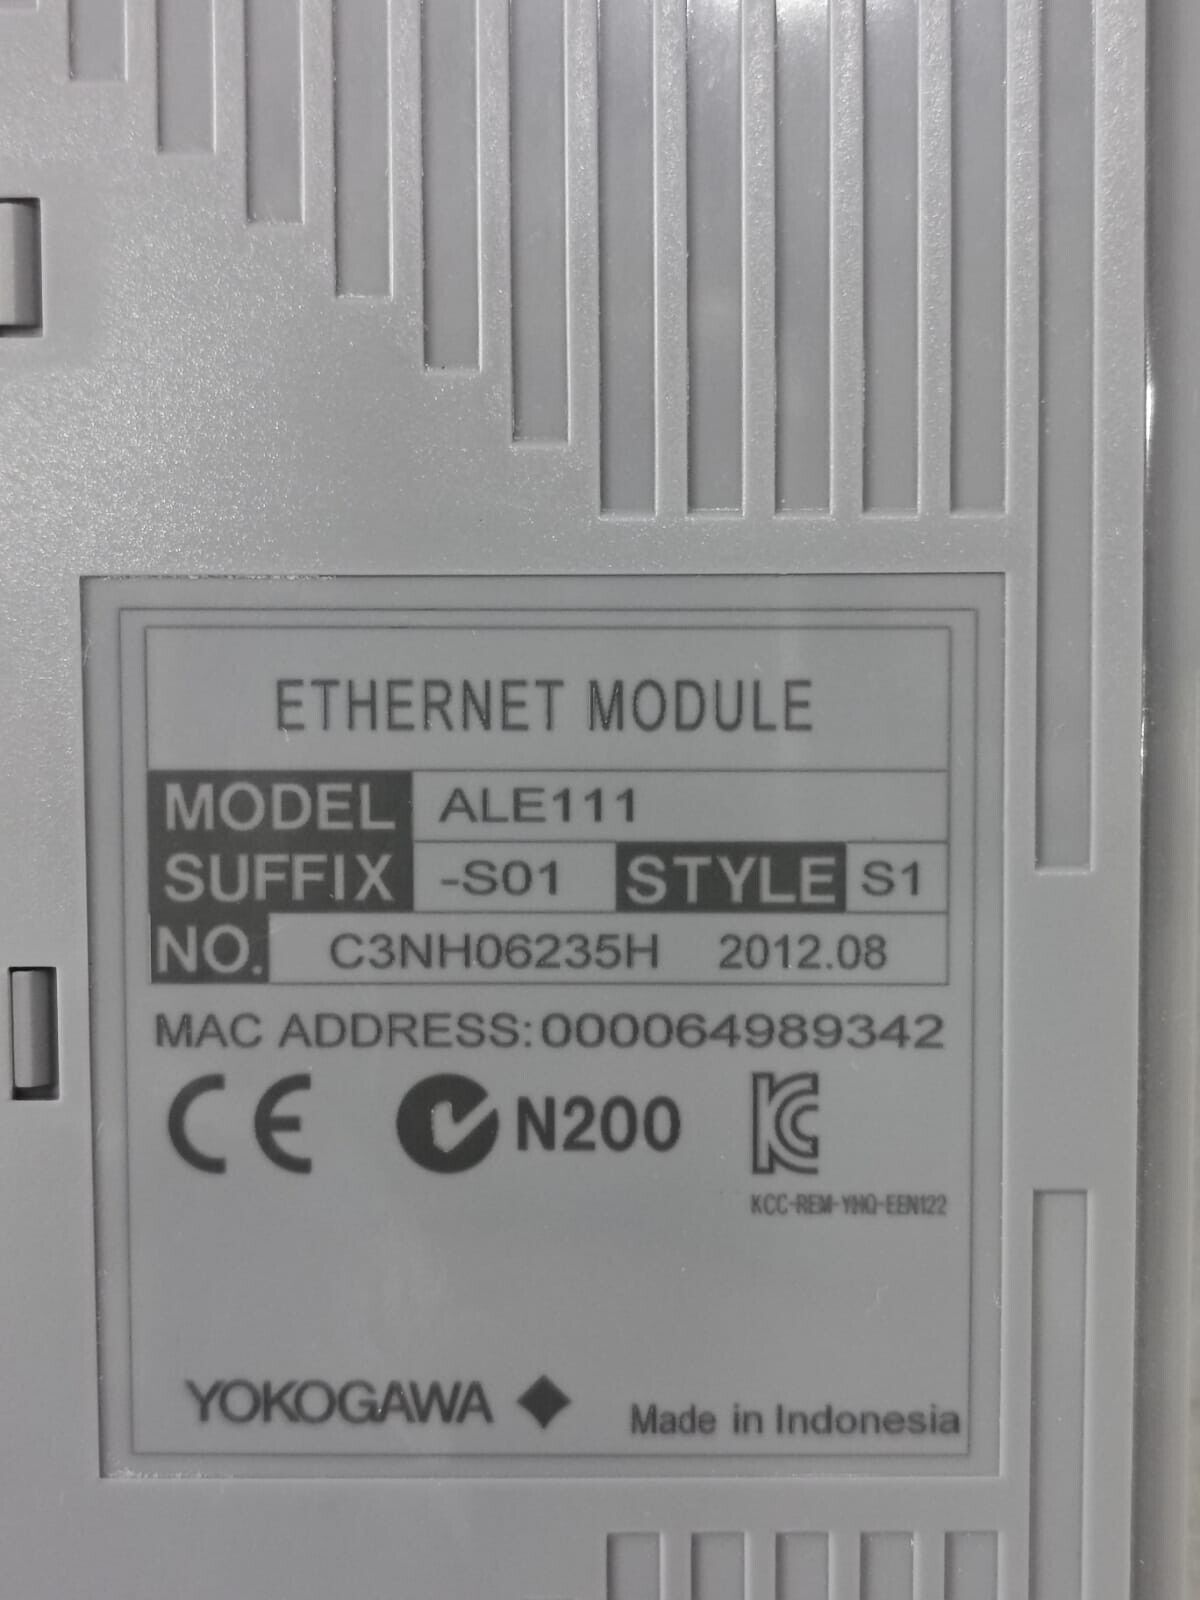 ETHERNET MODULE
MODEL ALE111
SUFFIX -S01 STYLE S1
NO. C3NH06235H 2012.08
MAC ADDRESS:000064989342
CE N200 KC
KCC-REM-YHQ-EEN122
YOKOGAWA
Made in Indonesia